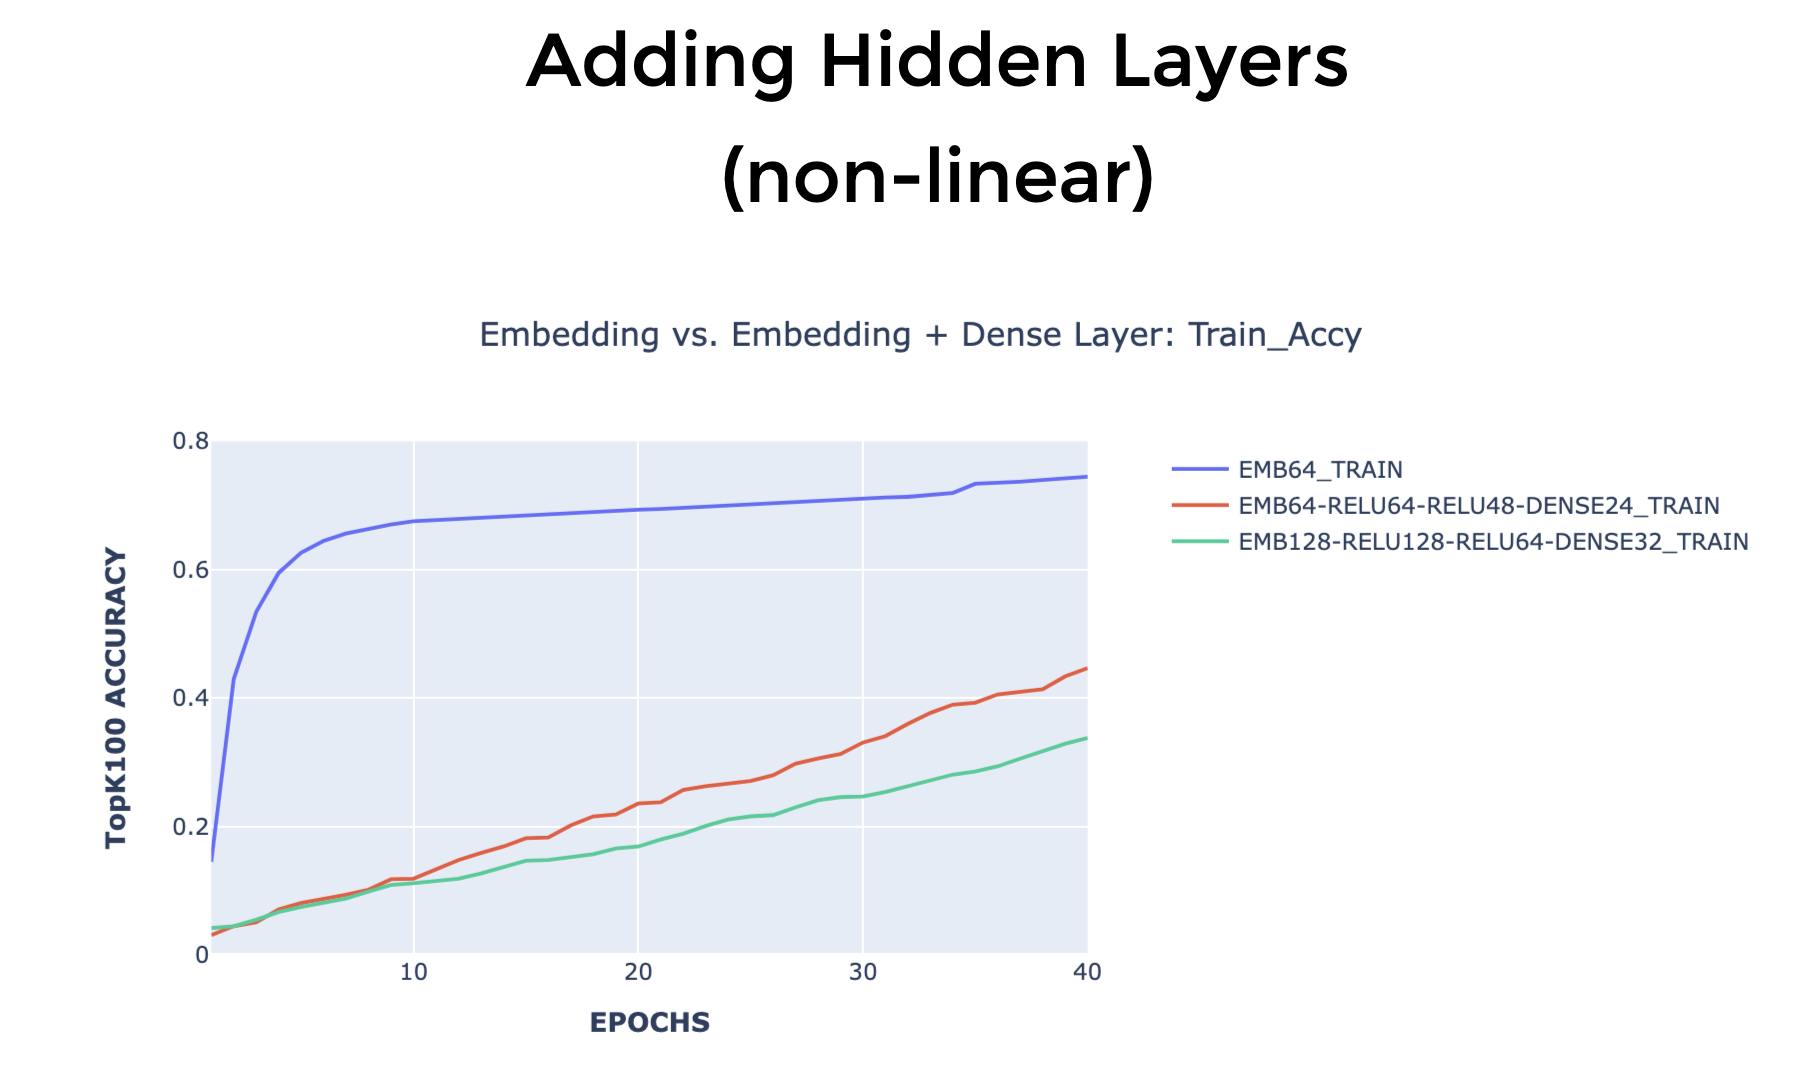 Adding Hidden Layers
(non-linear)
Embedding vs. Embedding + Dense Layer: Train_Accy
0.8
0.6
0.4
0.2
0
TopK100 ACCURACY
10
20
30
40
EPOCHS
EMB64_TRAIN
EMB64-RELU64-RELU48-DENSE24_TRAIN
EMB128-RELU128-RELU64-DENSE32_TRAIN